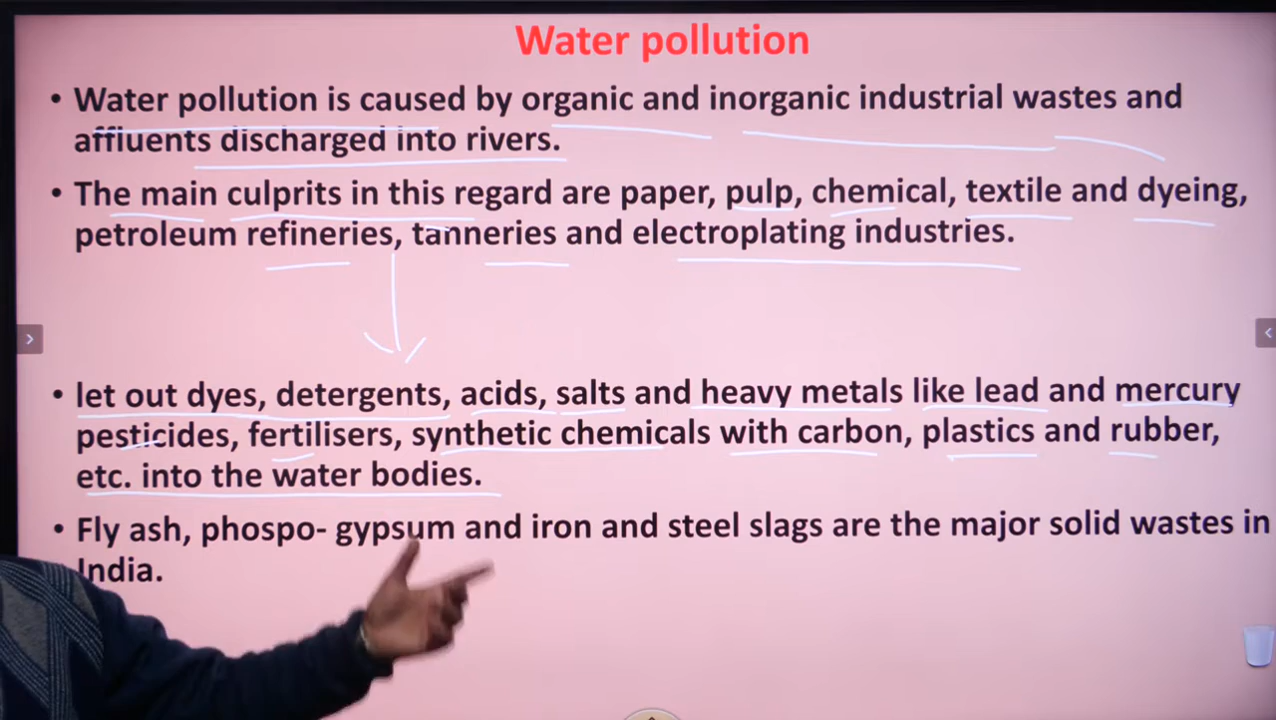 Water pollution
• Water pollution is caused by organic and inorganic industrial wastes and
affluents discharged into rivers.
• The main culprits in this regard are paper, pulp, chemical, textile and dyeing,
petroleum refineries, tanneries and electroplating industries.
• let out dyes, detergents, acids, salts and heavy metals like lead and mercury
pesticides, fertilisers, synthetic chemicals with carbon, plastics and rubber,
etc. into the water bodies.
• Fly ash, phospo- gypsum and iron and steel slags are the major solid wastes in
India.